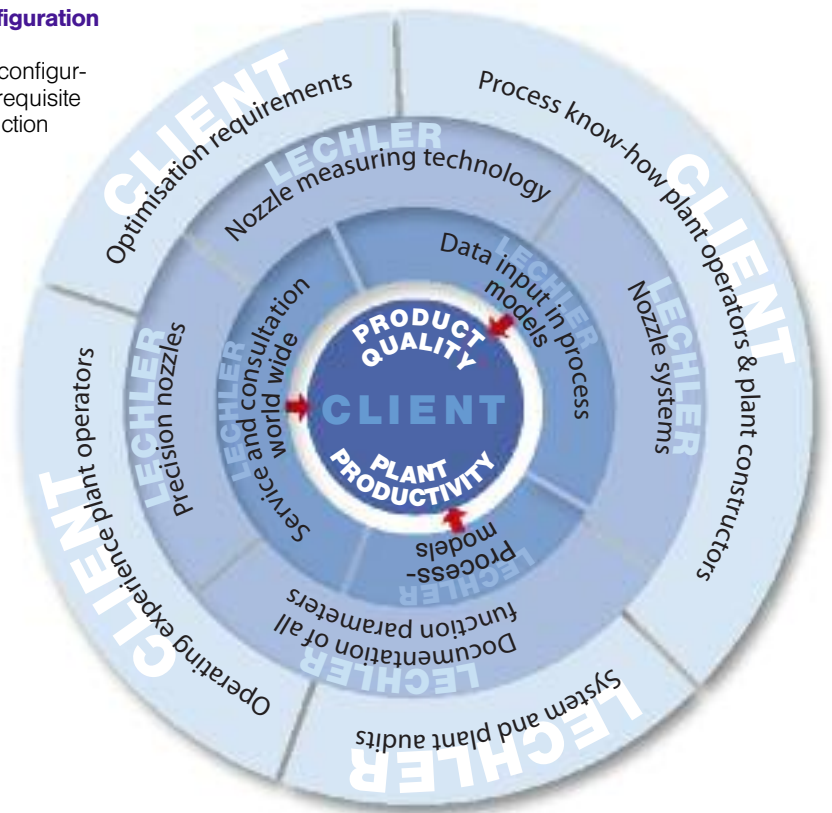 figuration
configur-
requisite
ction
CLIENT
Optimisation requirements
CLIENT
Process know-how plant operators & plant constructors
LECHLER
System and plant audits
CLIENT
Operating experience plant operators
LECHLER
Nozzle measuring technology
LECHLER
Nozzle systems
LECHLER
Documentation of all
function parameters
LECHLER
Precision nozzles
LECHLER
Data input in process
models
LECHLER
Process-
models
LECHLER
Service and consultation
world wide
PRODUCT
QUALITY
CLIENT
PLANT
PRODUCTIVITY